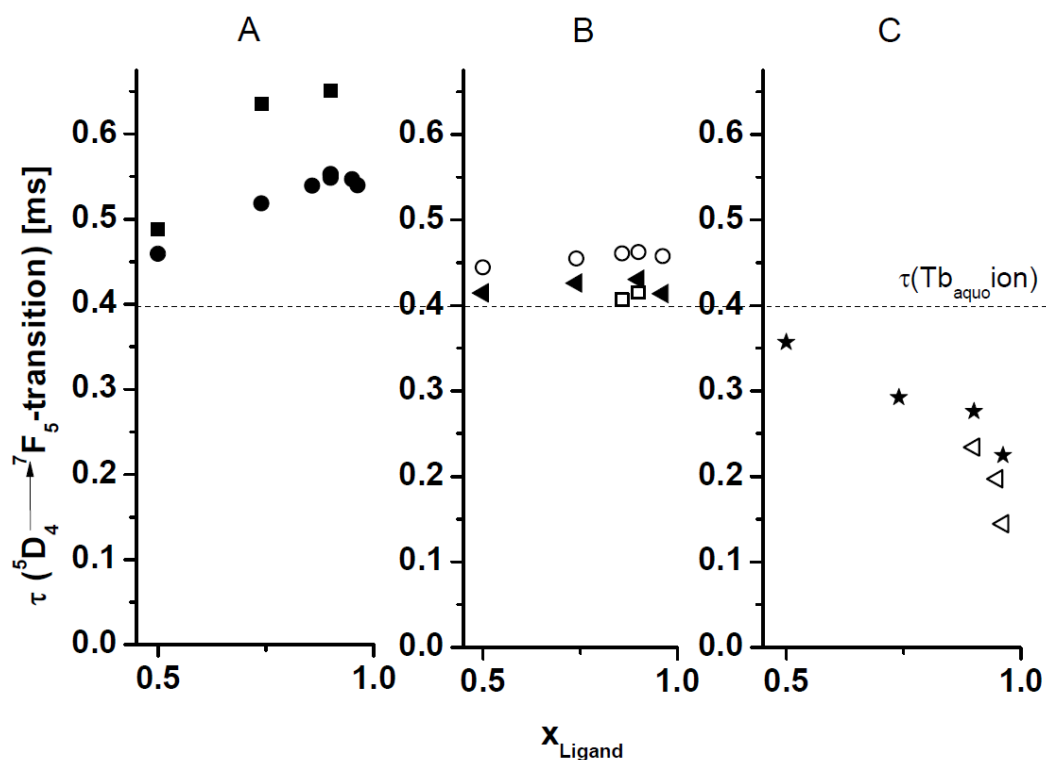 A B C
τ (⁵D₄ ⟶ ⁷F₅-transition) [ms]
0.6 0.6 0.6
0.5 0.5 0.5
τ(Tb_aquo ion)
0.4 0.4 0.4
0.3 0.3 0.3
0.2 0.2 0.2
0.1 0.1 0.1
0.0 0.0 0.0
0.5 1.0 0.5 1.0 0.5 1.0
x_Ligand